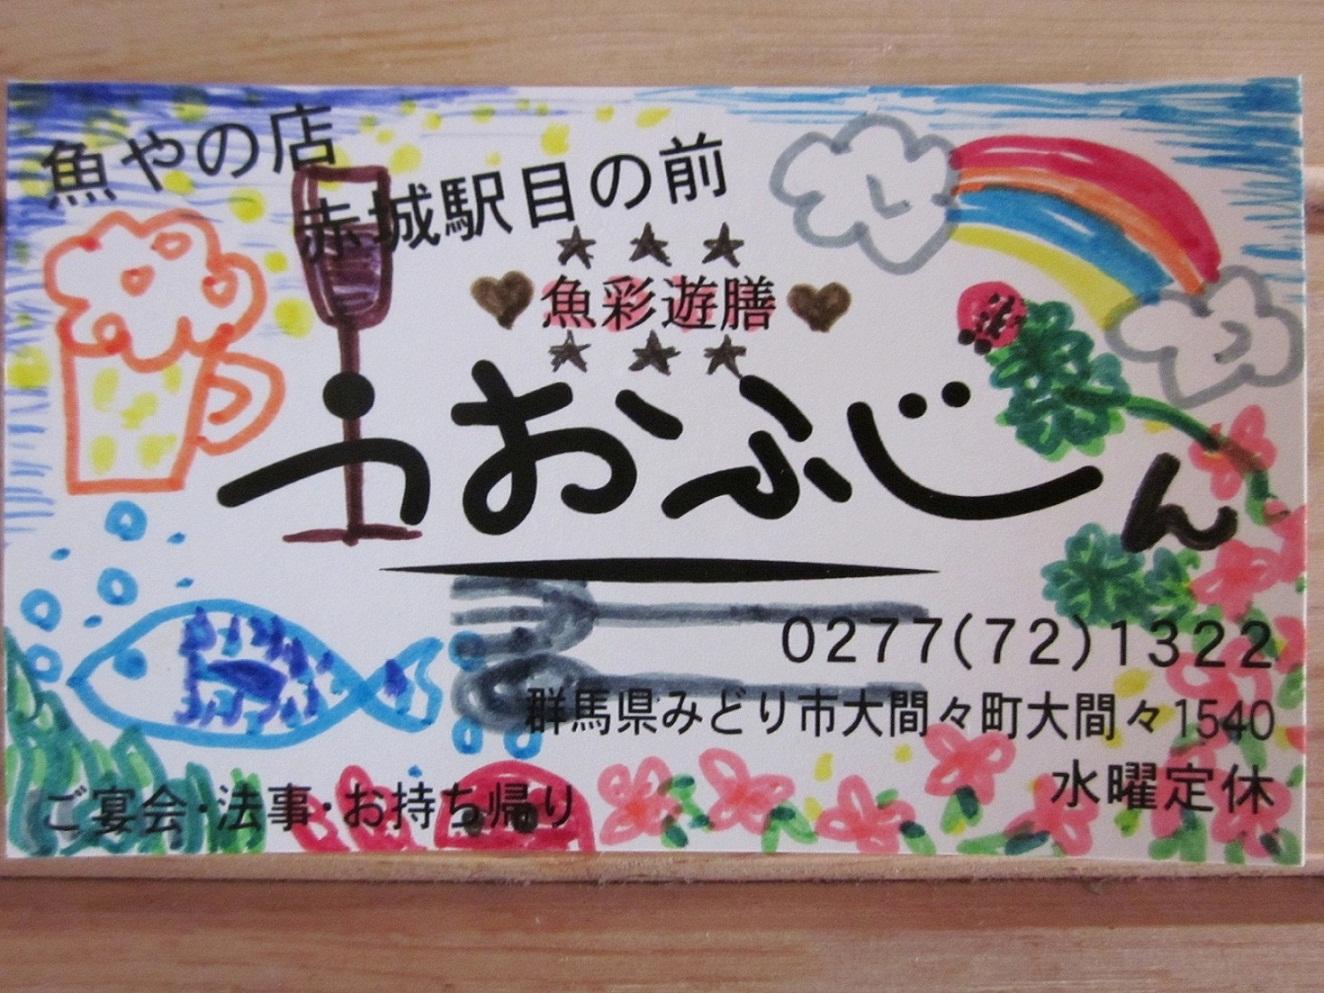 魚やの店
赤城駅目の前
★★★
魚彩遊膳
★★★
うおふじん
0277(72)1322
群馬県みどり市大間々町大間々1540
水曜定休
ご宴会・法事・お持ち帰り